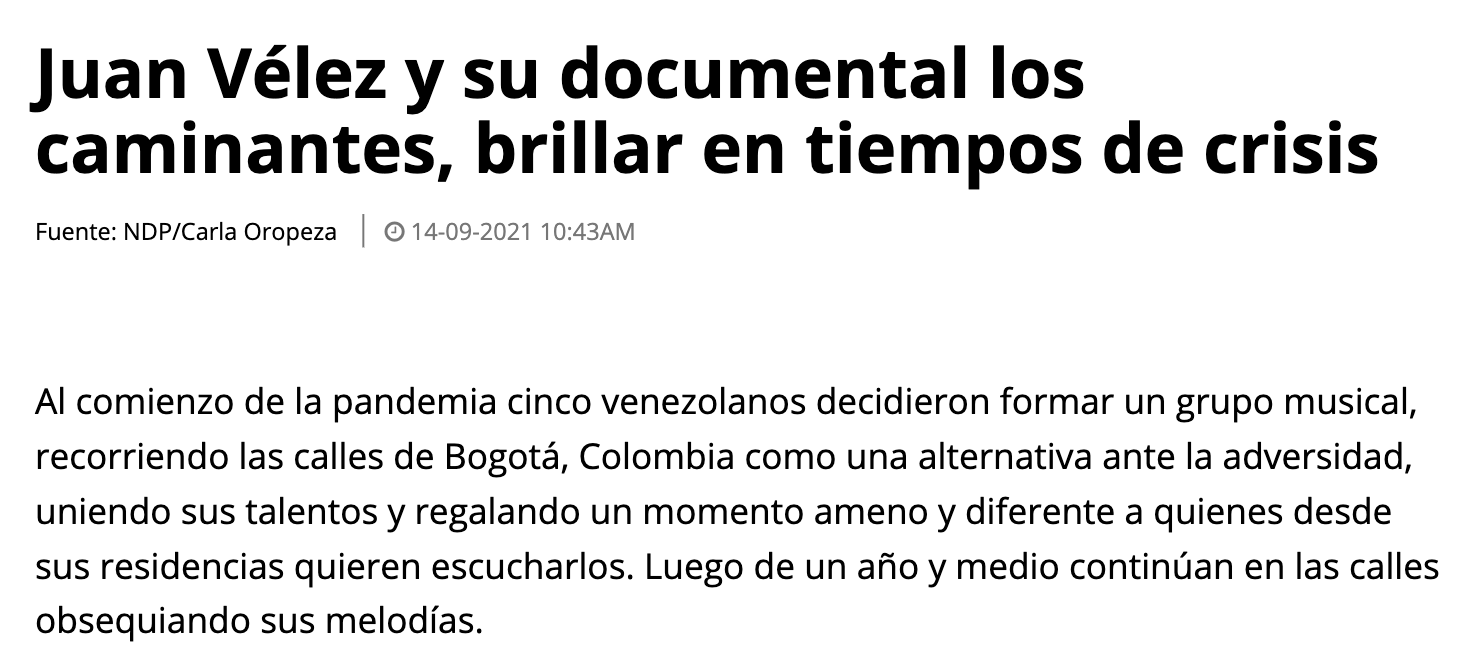 Juan Vélez y su documental los
caminantes, brillar en tiempos de crisis
Fuente: NDP/Carla Oropeza
14-09-2021 10:43AM
Al comienzo de la pandemia cinco venezolanos decidieron formar un grupo musical,
recorriendo las calles de Bogotá, Colombia como una alternativa ante la adversidad,
uniendo sus talentos y regalando un momento ameno y diferente a quienes desde
sus residencias quieren escucharlos. Luego de un año y medio continúan en las calles
obsequiando sus melodías.